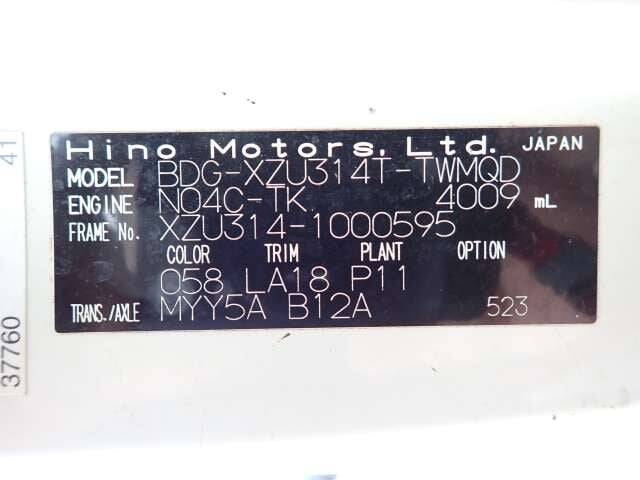 Hino Motors, Ltd. JAPAN
MODEL BDG-XZU314T-TWMQD
ENGINE N04C-TK 4009 mL
FRAME No. XZU314-1000595
COLOR TRIM PLANT OPTION
058 LA18 P11
TRANS./AXLE MYY5A B12A 523
41
37760